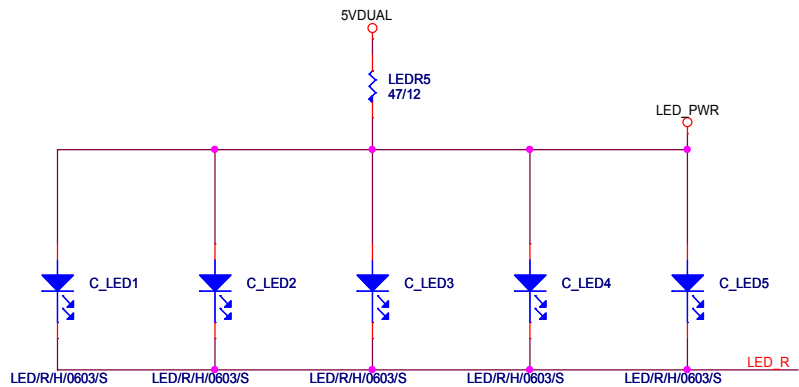 5VDUAL
LEDR5
47/12
LED_PWR
C_LED1
C_LED2
C_LED3
C_LED4
C_LED5
LED_R
LED/R/H/0603/S
LED/R/H/0603/S
LED/R/H/0603/S
LED/R/H/0603/S
LED/R/H/0603/S